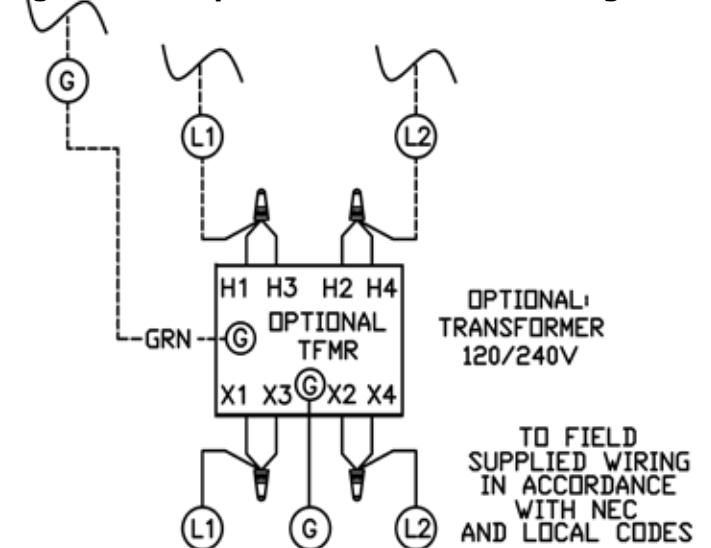 G
L1
L2
H1 H3 H2 H4
OPTIONAL
TFMR
GRN
G
G
X1 X3 X2 X4
OPTIONAL:
TRANSFORMER
120/240V
TO FIELD
SUPPLIED WIRING
IN ACCORDANCE
WITH NEC
AND LOCAL CODES
L1
G
L2